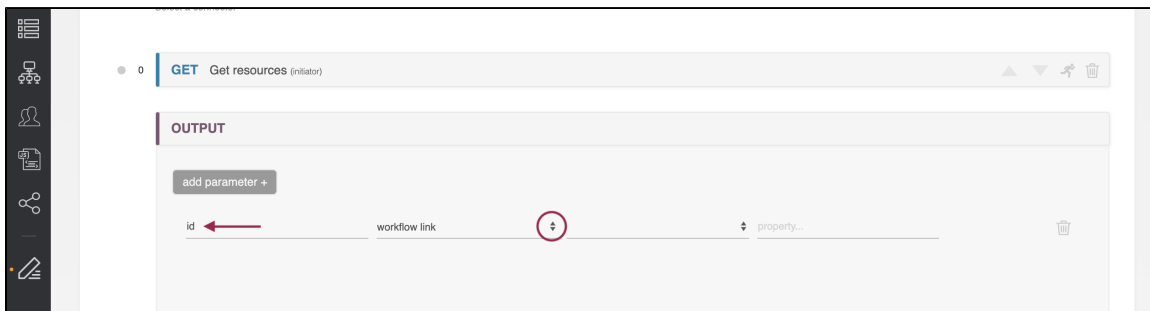 0 GET Get resources (initiator)
OUTPUT
add parameter +
id workflow link property...